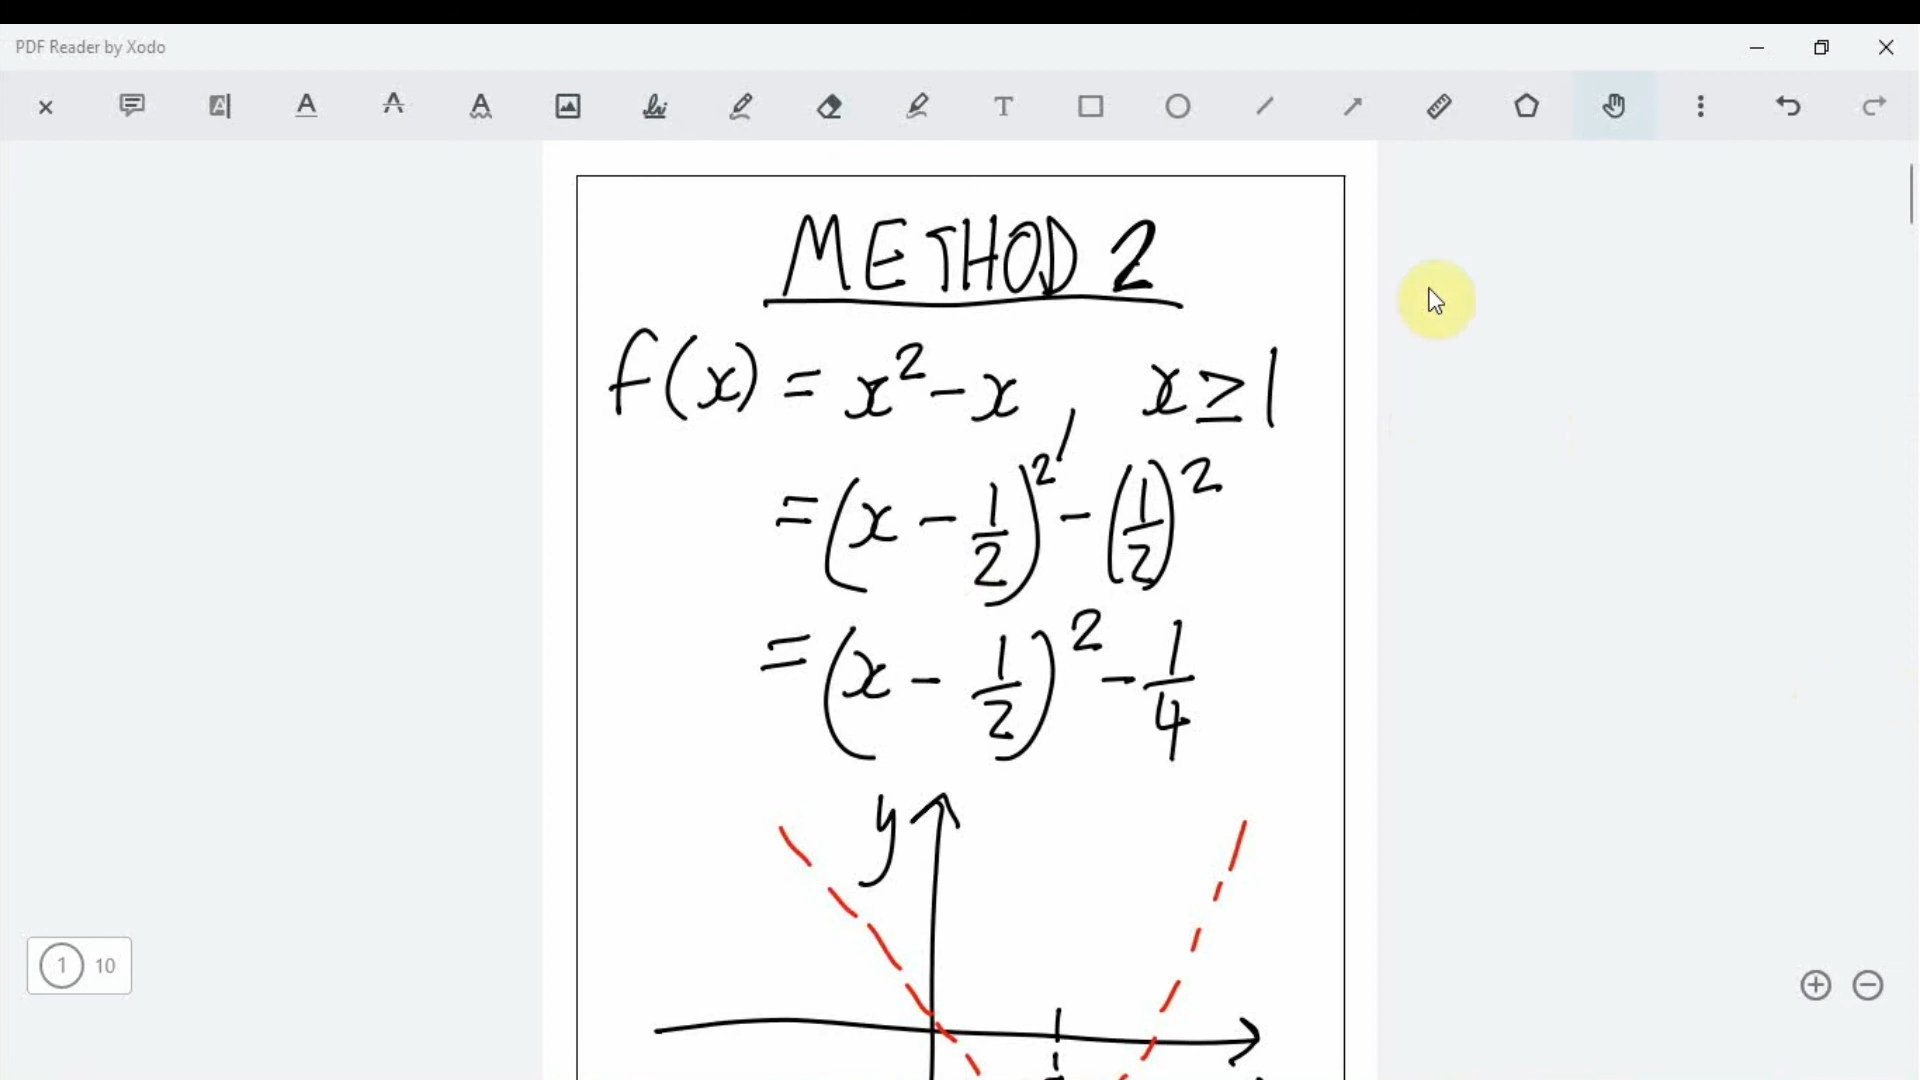 PDF Reader by Xodo
METHOD 2
f(x) = x² - x , x ≥ 1
= (x - 1/2)² - (1/2)²
= (x - 1/2)² - 1/4
y
1 10